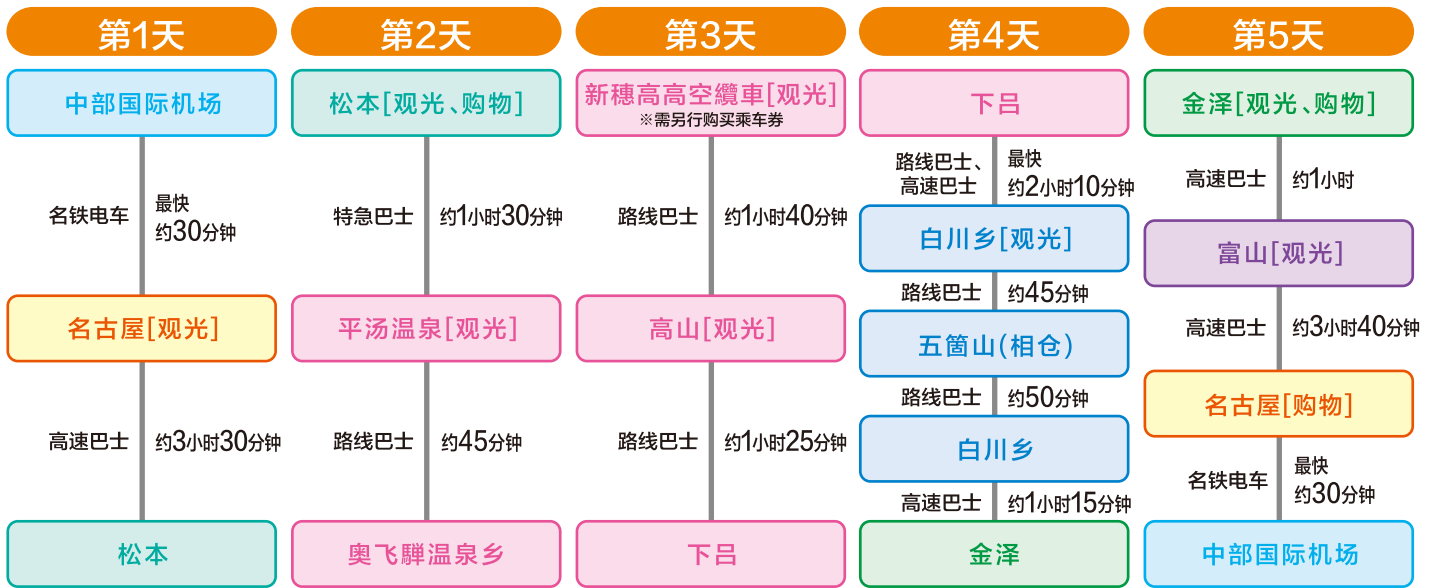 第1天
中部国际机场
名铁电车
最快
约30分钟
名古屋[观光]
高速巴士
约3小时30分钟
松本
第2天
松本[观光、购物]
特急巴士
约1小时30分钟
平汤温泉[观光]
路线巴士
约45分钟
奥飞驒温泉乡
第3天
新穗高高空纜車[观光]
※需另行购买乘车券
路线巴士
约1小时40分钟
高山[观光]
路线巴士
约1小时25分钟
下吕
第4天
下吕
路线巴士、
高速巴士
最快
约2小时10分钟
白川乡[观光]
路线巴士
约45分钟
五箇山(相仓)
路线巴士
约50分钟
白川乡
高速巴士
约1小时15分钟
金泽
第5天
金泽[观光、购物]
高速巴士
约1小时
富山[观光]
高速巴士
约3小时40分钟
名古屋[购物]
名铁电车
最快
约30分钟
中部国际机场